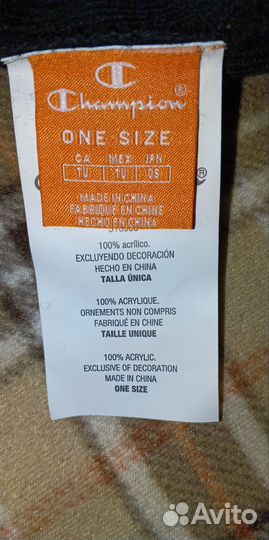 Champion®
ONE SIZE
CA MEX JPN
TU TU OS
MADE IN CHINA
FABRIQUÉ EN CHINE
HECHO EN CHINA
®
100% acrílico.
EXCLUYENDO DECORACIÓN
HECHO EN CHINA
TALLA ÚNICA
100% ACRYLIQUE.
ORNEMENTS NON COMPRIS
FABRIQUÉ EN CHINE
TAILLE UNIQUE
100% ACRYLIC.
EXCLUSIVE OF DECORATION
MADE IN CHINA
ONE SIZE
Avito